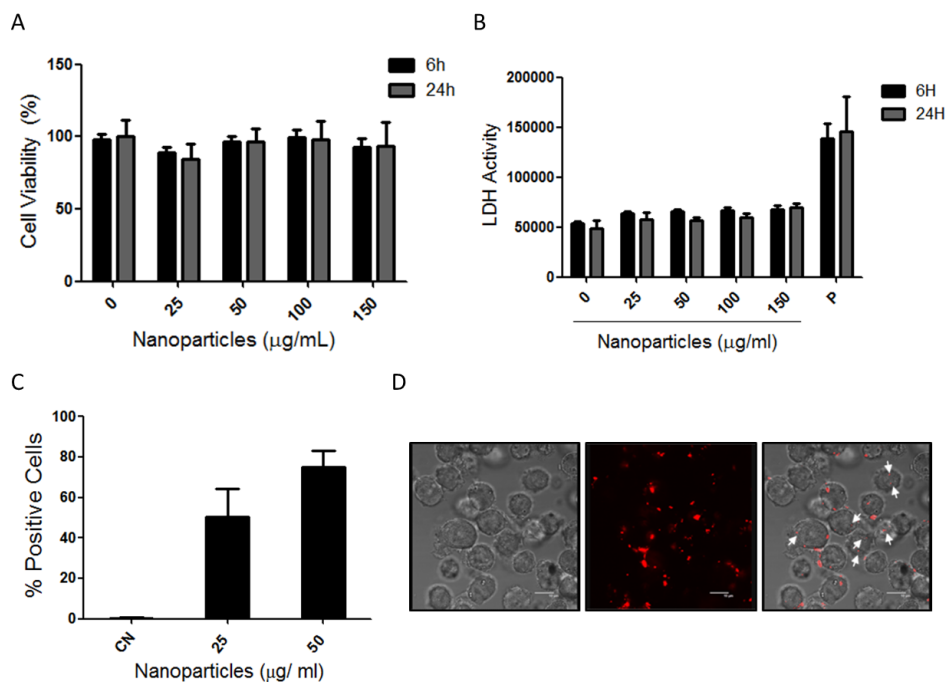 A
150
100
50
0
Cell Viability (%)
6h
24h
0
25
50
100
150
Nanoparticles (µg/mL)
B
200000
150000
100000
50000
0
LDH Activity
6H
24H
0
25
50
100
150
P
Nanoparticles (µg/ml)
C
100
80
60
40
20
0
% Positive Cells
CN
25
50
Nanoparticles (µg/ ml)
D